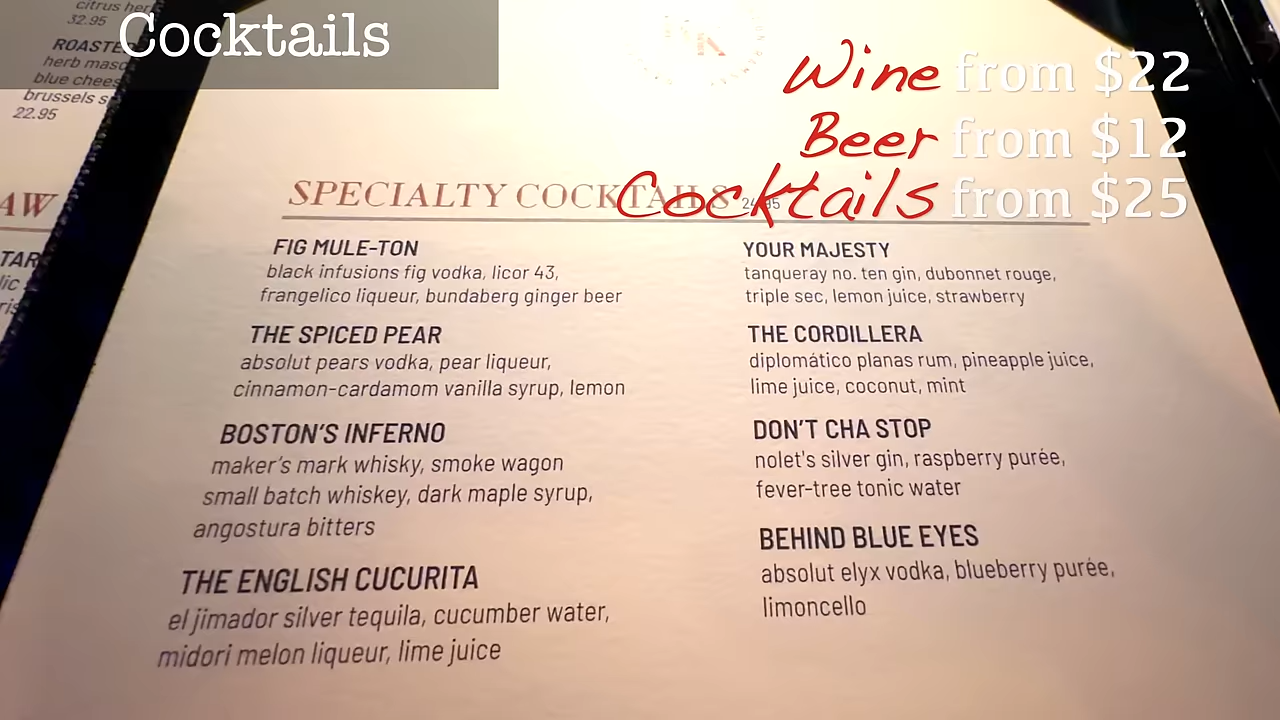 Cocktails
Wine from $22
Beer from $12
Cocktails from $25
citrus
32.95
ROASTE
blue chees
brussels s
22.95
AW
TAR
SPECIALTY COCKTAILS 24.95
FIG MULE-TON
black infusions fig vodka, licor 43,
frangelico liqueur, bundaberg ginger beer
THE SPICED PEAR
absolut pears vodka, pear liqueur,
cinnamon-cardamom vanilla syrup, lemon
BOSTON'S INFERNO
maker's mark whisky, smoke wagon
small batch whiskey, dark maple syrup,
angostura bitters
THE ENGLISH CUCURITA
el jimador silver tequila, cucumber water,
midori melon liqueur, lime juice
YOUR MAJESTY
tanqueray no. ten gin, dubonnet rouge,
triple sec, lemon juice, strawberry
THE CORDILLERA
diplomático planas rum, pineapple juice,
lime juice, coconut, mint
DON'T CHA STOP
nolet's silver gin, raspberry purée,
fever-tree tonic water
BEHIND BLUE EYES
absolut elyx vodka, blueberry purée,
limoncello